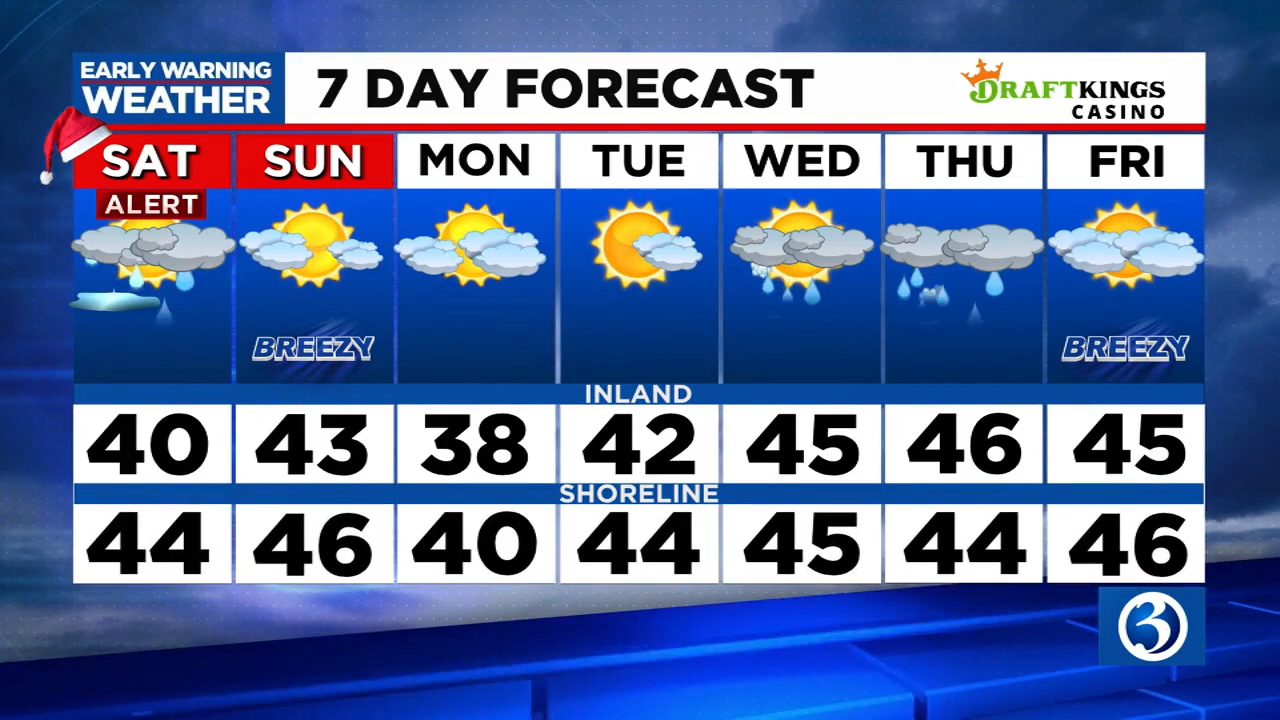 EARLY WARNING
WEATHER
7 DAY FORECAST
DRAFTKINGS
CASINO
SAT SUN MON TUE WED THU FRI
ALERT
BREEZY BREEZY
INLAND
40 43 38 42 45 46 45
SHORELINE
44 46 40 44 45 44 46
3